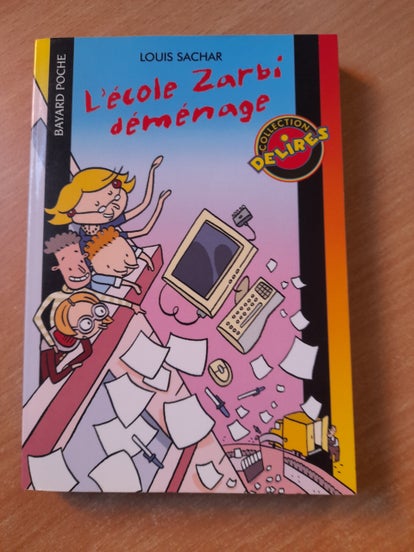 LOUIS SACHAR
L'école Zarbi
déménage
COLLECTION
DÉLIRES
BAYARD POCHE